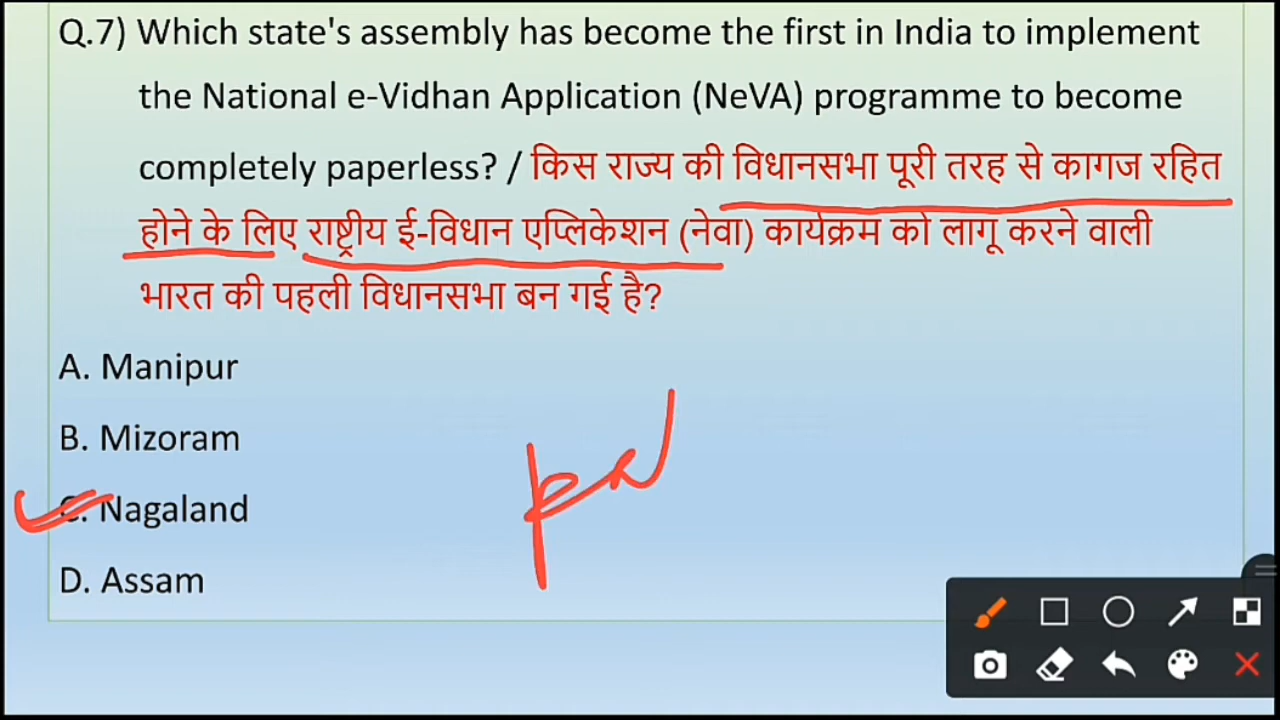 Q.7) Which state's assembly has become the first in India to implement
the National e-Vidhan Application (NeVA) programme to become
completely paperless? / किस राज्य की विधानसभा पूरी तरह से कागज रहित
होने के लिए राष्ट्रीय ई-विधान एप्लिकेशन (नेवा) कार्यक्रम को लागू करने वाली
भारत की पहली विधानसभा बन गई है?
A. Manipur
B. Mizoram
C. Nagaland
D. Assam